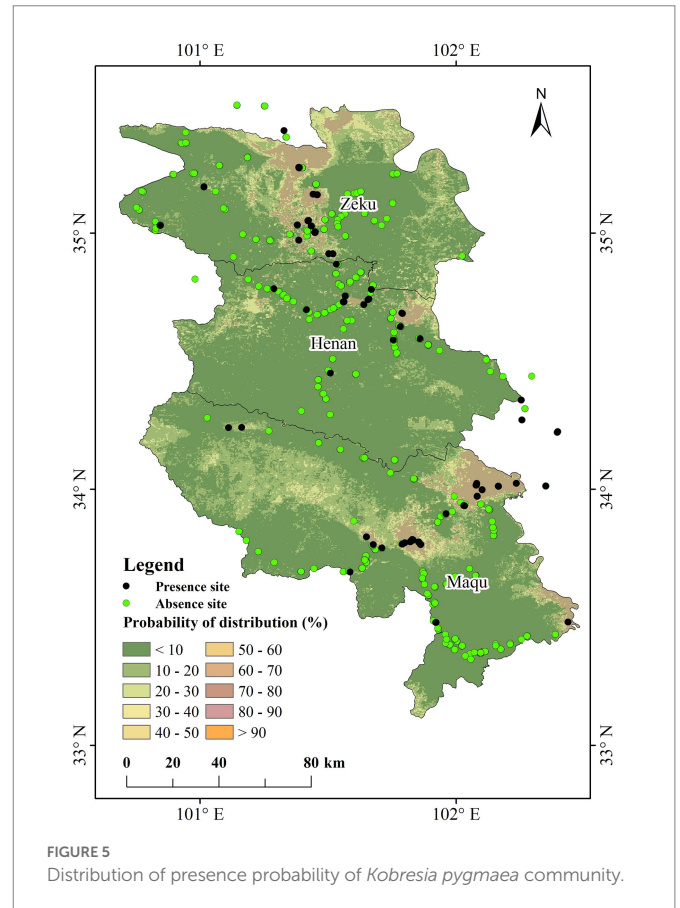 101° E 102° E
N
35° N 35° N
Zeku
Henan
34° N 34° N
Maqu
Legend
Presence site
Absence site
Probability of distribution (%)
< 10 50 - 60
10 - 20 60 - 70
20 - 30 70 - 80
30 - 40 80 - 90
40 - 50 > 90
33° N 33° N
0 20 40 80 km
101° E 102° E
FIGURE 5
Distribution of presence probability of Kobresia pygmaea community.